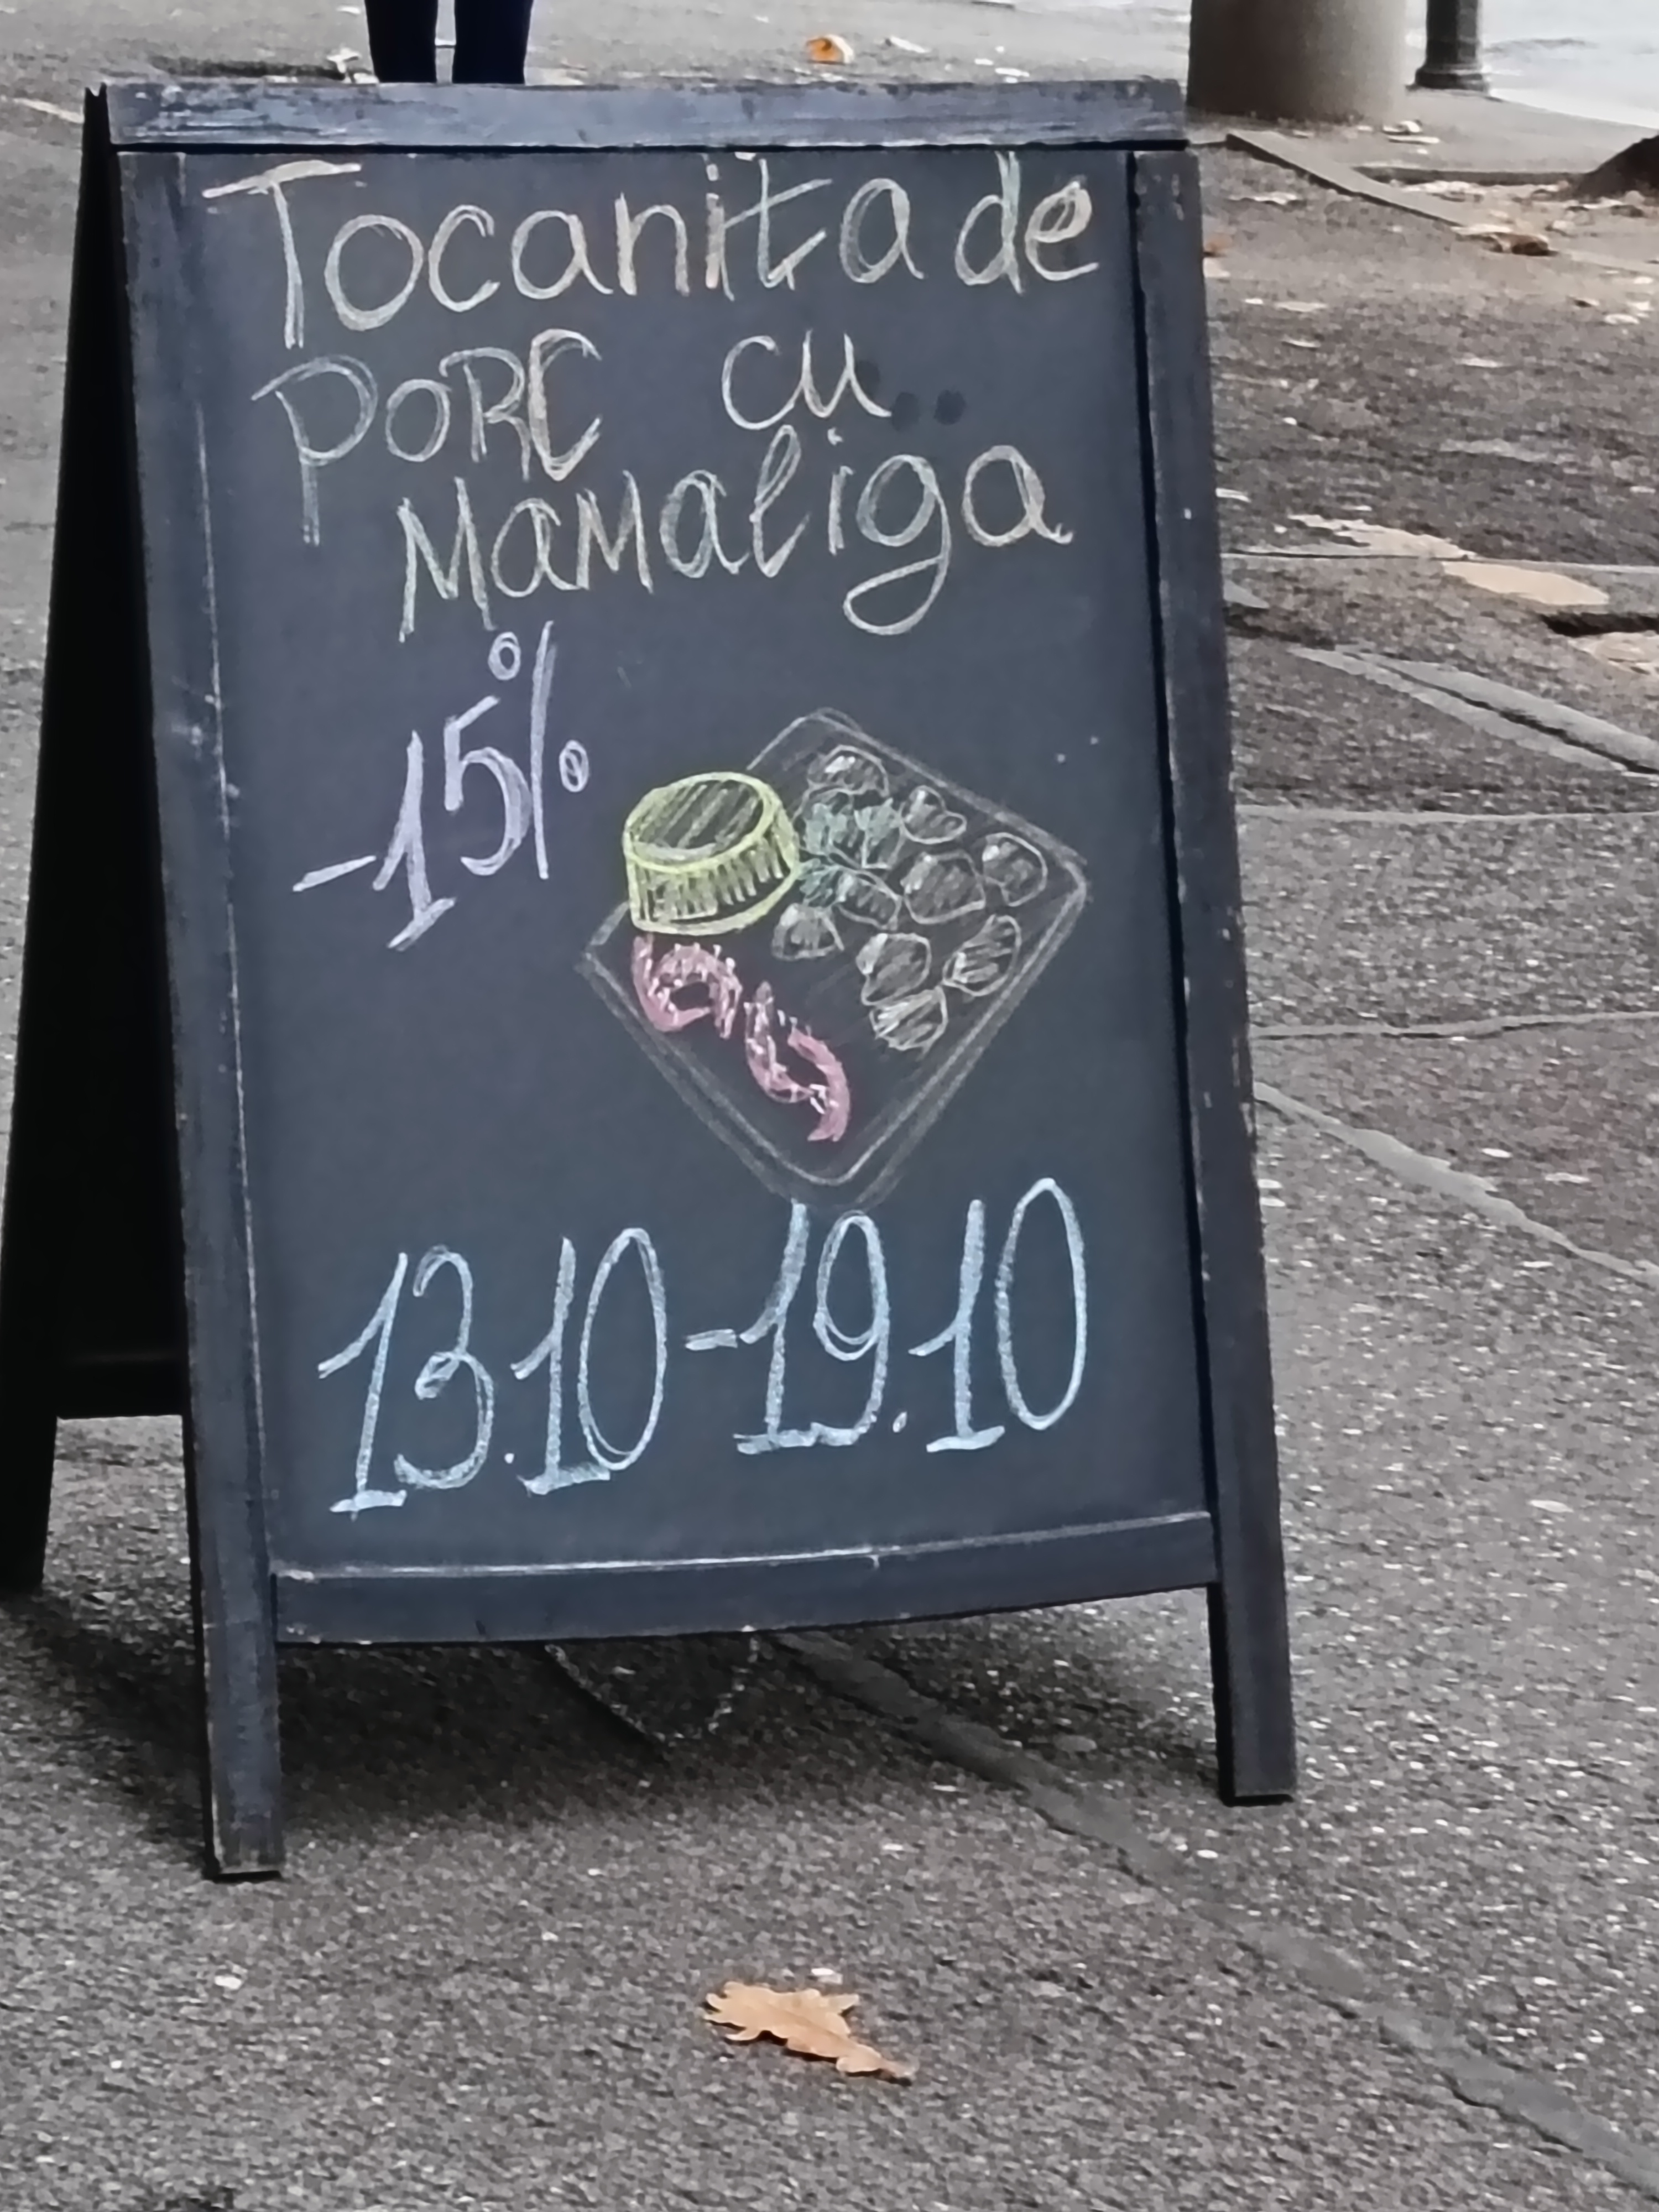 Tocanita de
PORC cu
Mamaliga
-15%
13.10-19.10